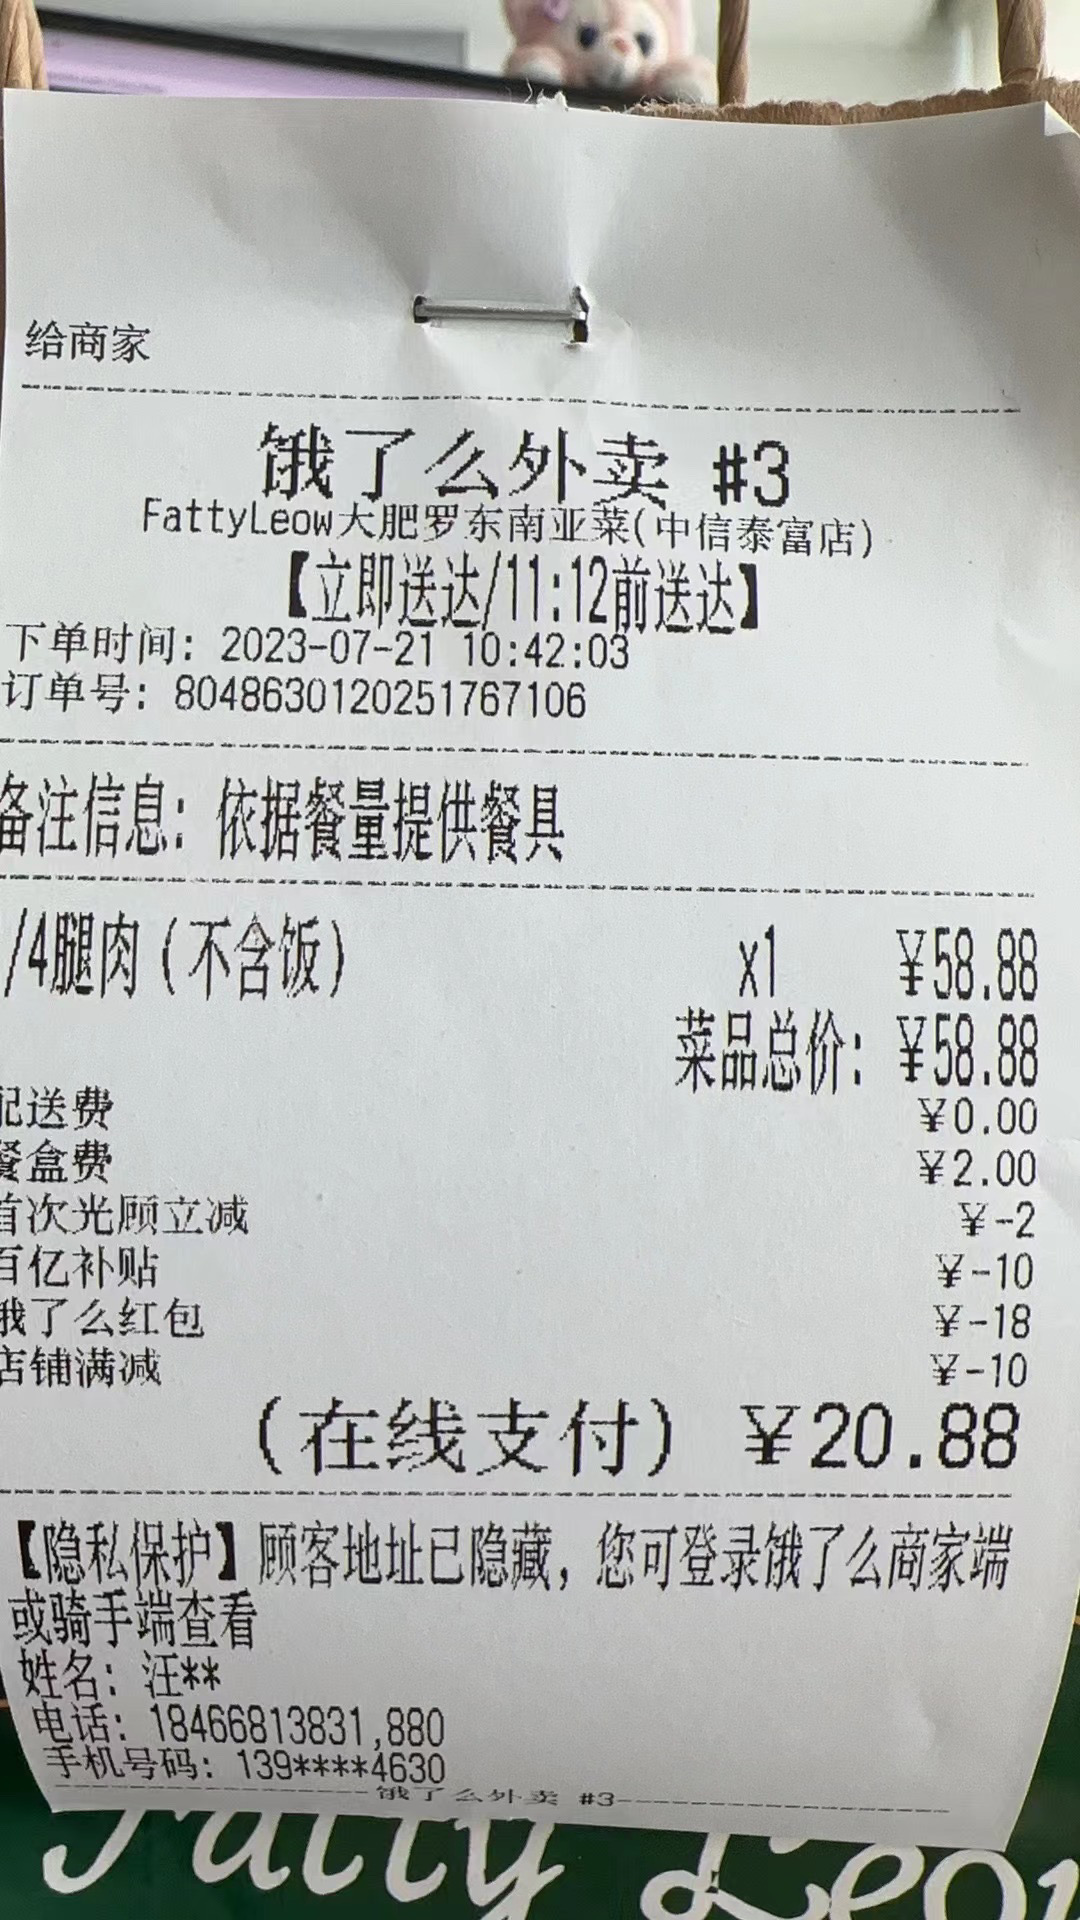 给商家
饿了么外卖 #3
FattyLeow大肥罗东南亚菜(中信泰富店)
【立即送达/11:12前送达】
下单时间: 2023-07-21 10:42:03
订单号: 8048630120251767106
备注信息: 依据餐量提供餐具
/4腿肉(不含饭) x1 ¥58.88
菜品总价: ¥58.88
配送费 ¥0.00
餐盒费 ¥2.00
首次光顾立减 ¥-2
百亿补贴 ¥-10
饿了么红包 ¥-18
店铺满减 ¥-10
(在线支付) ¥20.88
【隐私保护】顾客地址已隐藏, 您可登录饿了么商家端
或骑手端查看
姓名: 汪**
电话: 18466813831,880
手机号码: 139****4630
饿了么外卖 #3
Fatty Leow